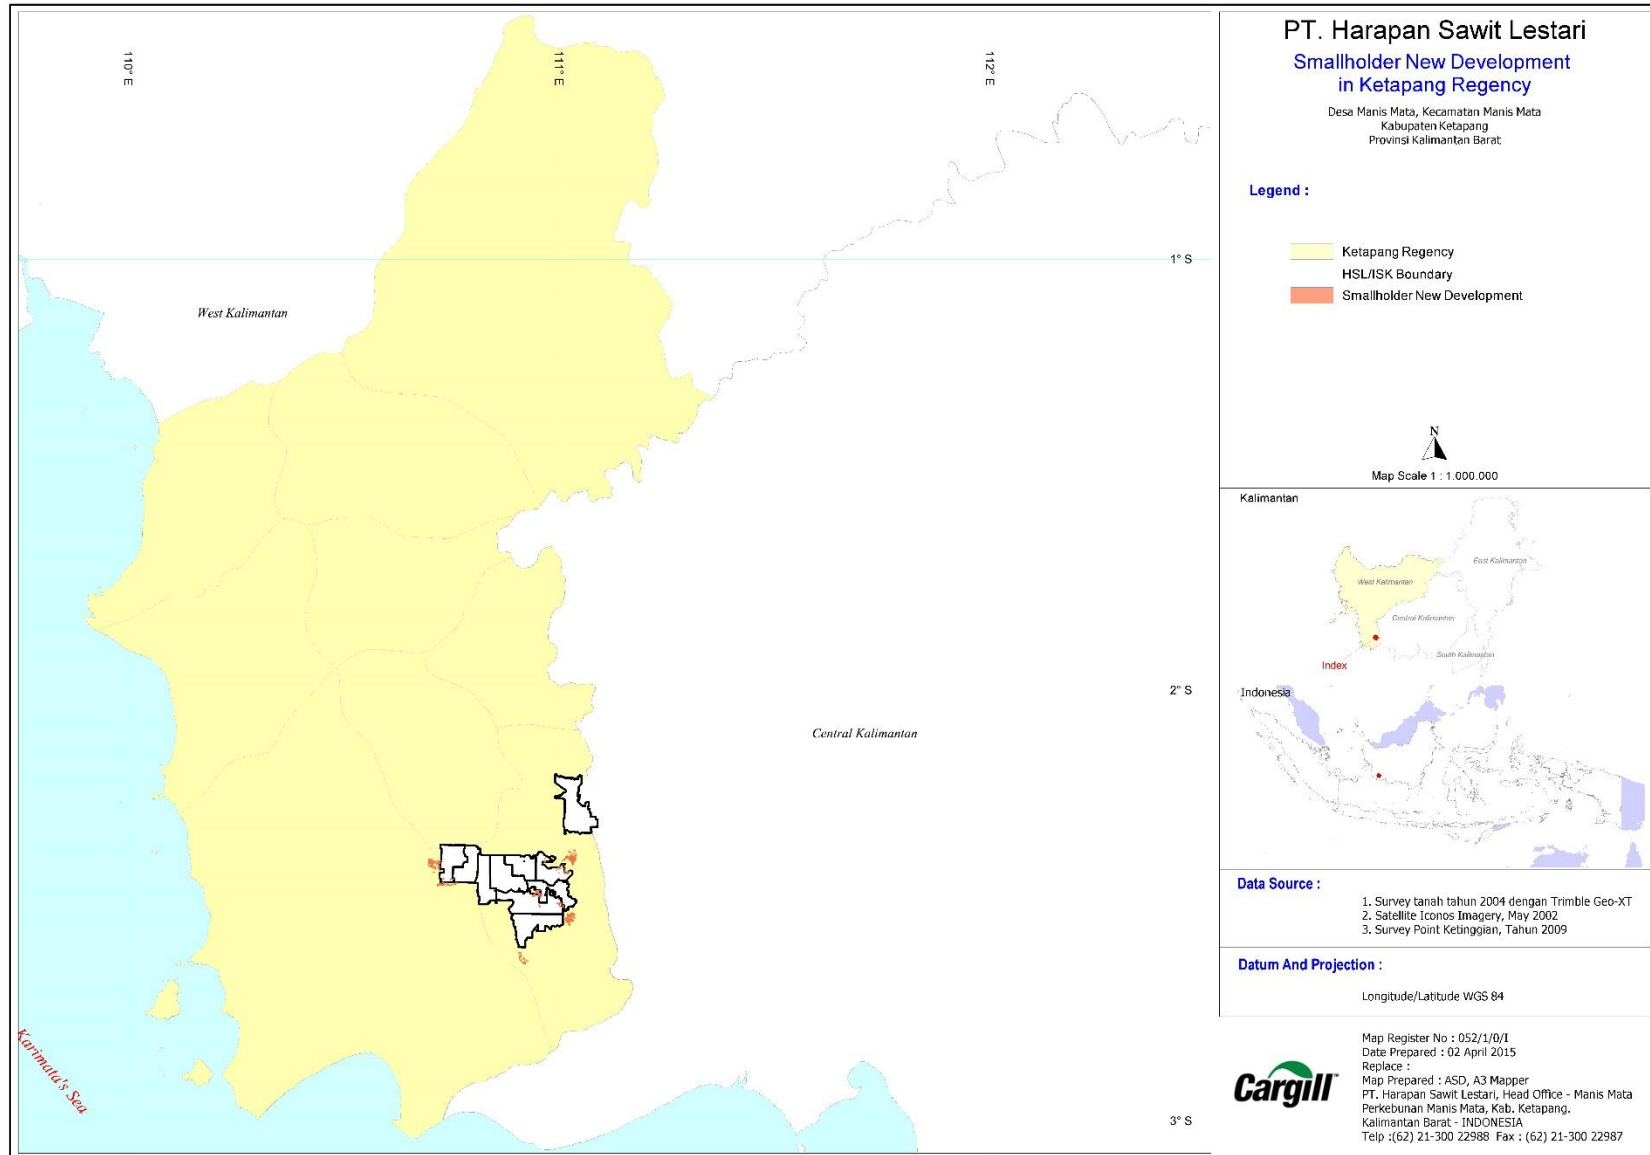 110° E
111° E
112° E
1° S
West Kalimantan
2° S
Central Kalimantan
Karimata's Sea
3° S
PT. Harapan Sawit Lestari
Smallholder New Development
in Ketapang Regency
Desa Manis Mata, Kecamatan Manis Mata
Kabupaten Ketapang
Provinsi Kalimantan Barat
Legend :
Ketapang Regency
HSL/ISK Boundary
Smallholder New Development
N
Map Scale 1 : 1.000.000
Kalimantan
East Kalimantan
West Kalimantan
Central Kalimantan
South Kalimantan
Index
Indonesia
Data Source :
1. Survey tanah tahun 2004 dengan Trimble Geo-XT
2. Satellite Iconos Imagery, May 2002
3. Survey Point Ketinggian, Tahun 2009
Datum And Projection :
Longitude/Latitude WGS 84
Cargill™
Map Register No : 052/1/0/I
Date Prepared : 02 April 2015
Replace :
Map Prepared : ASD, A3 Mapper
PT. Harapan Sawit Lestari, Head Office - Manis Mata
Perkebunan Manis Mata, Kab. Ketapang.
Kalimantan Barat - INDONESIA
Telp :(62) 21-300 22988 Fax : (62) 21-300 22987